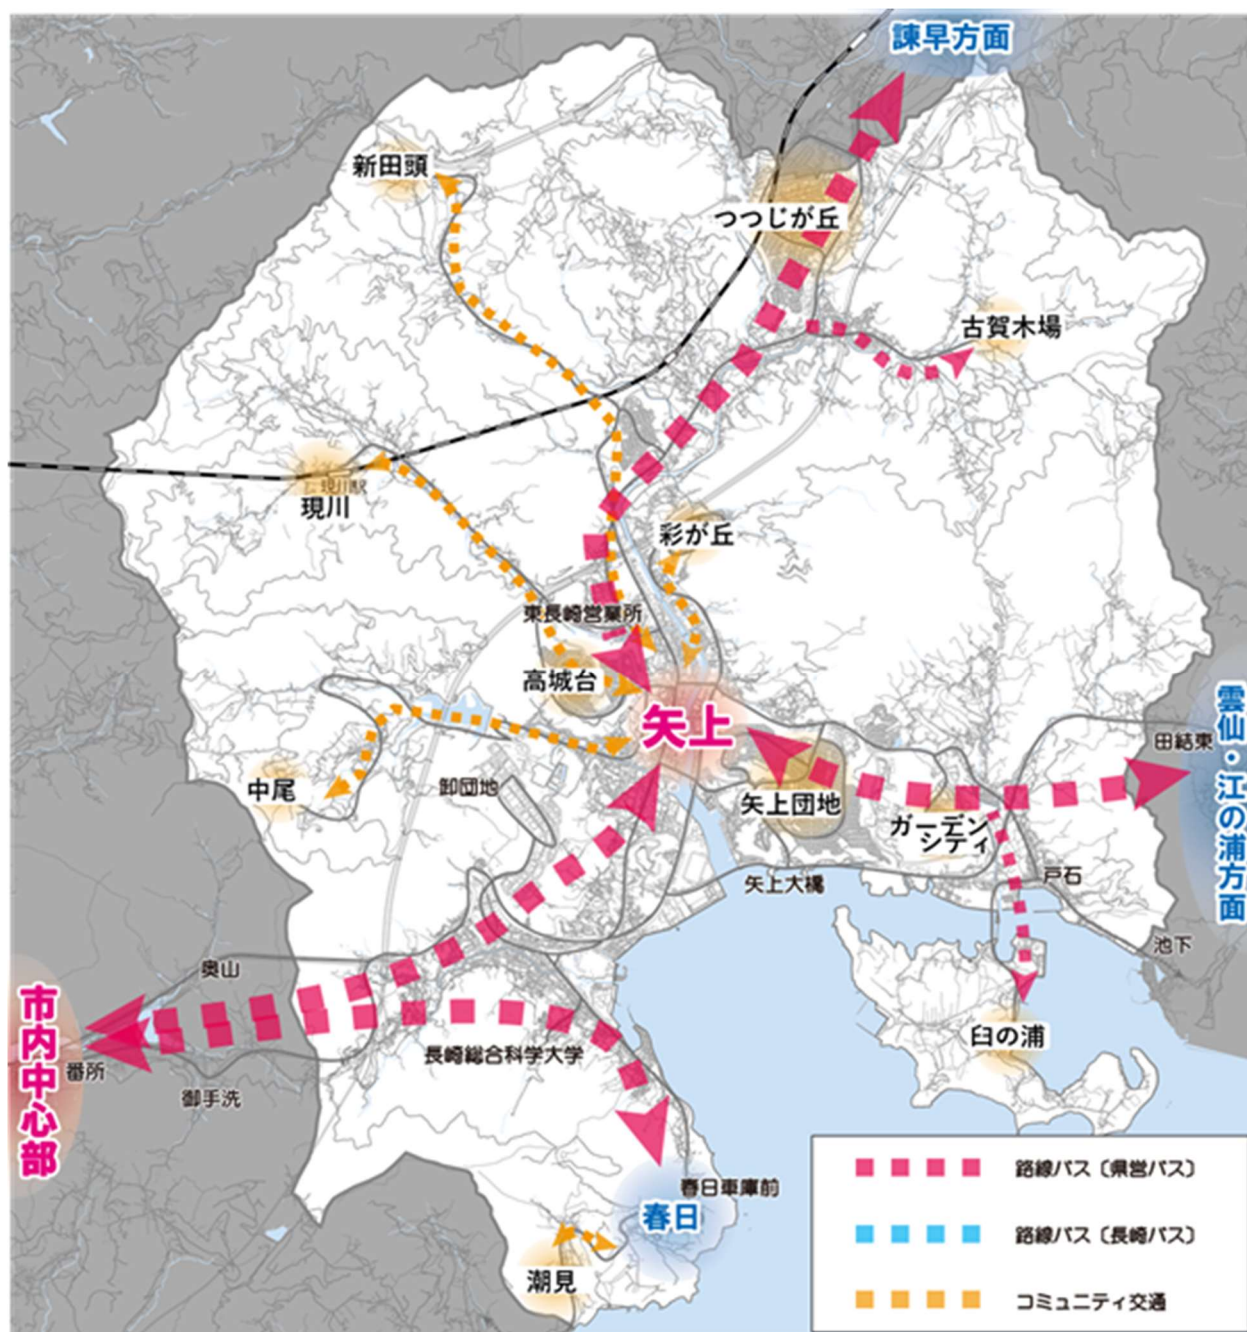 諫早方面
新田頭
つつじが丘
古賀木場
現川駅
現川
彩が丘
東長崎営業所
高城台
矢上
雲仙・江の浦方面
田結東
中尾
卸団地
矢上団地
ガーデン
シティ
矢上大橋
戸石
池下
奥山
市内中心部
臼の浦
長崎総合科学大学
番所
御手洗
春日車庫前
春日
潮見
路線バス〔県営バス〕
路線バス〔長崎バス〕
コミュニティ交通